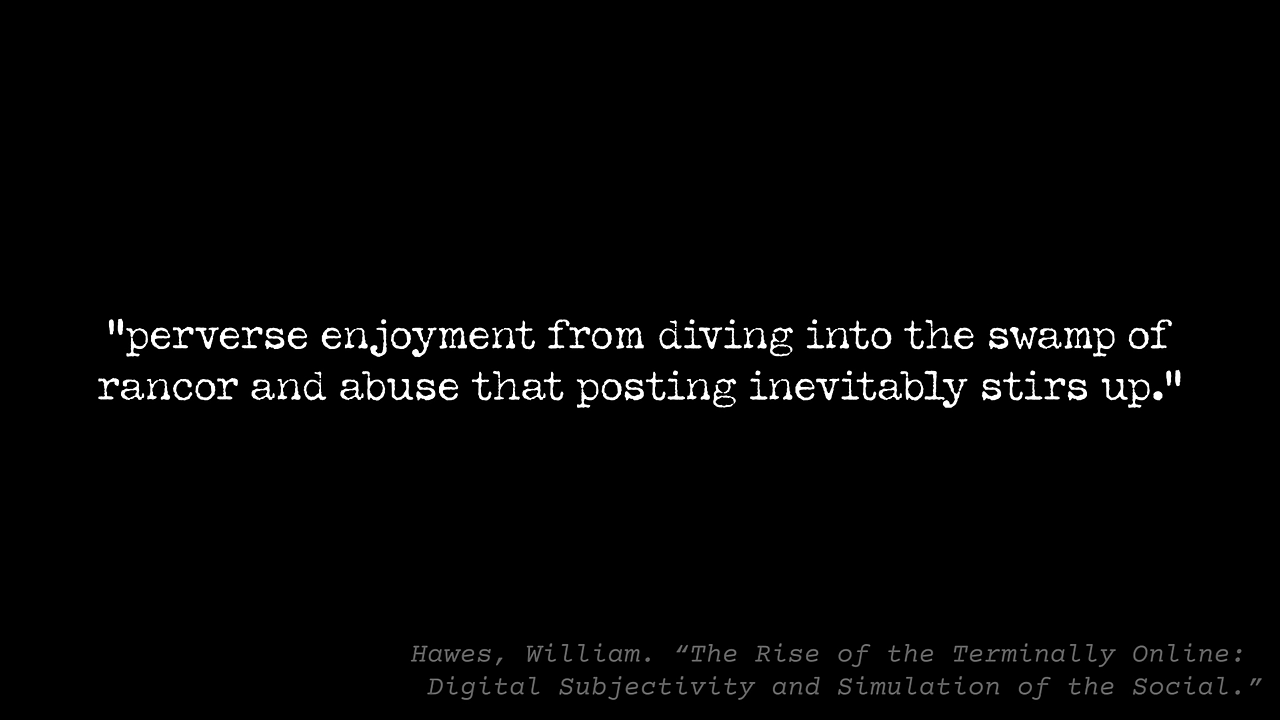 "perverse enjoyment from diving into the swamp of
rancor and abuse that posting inevitably stirs up."
Hawes, William. “The Rise of the Terminally Online:
Digital Subjectivity and Simulation of the Social.”